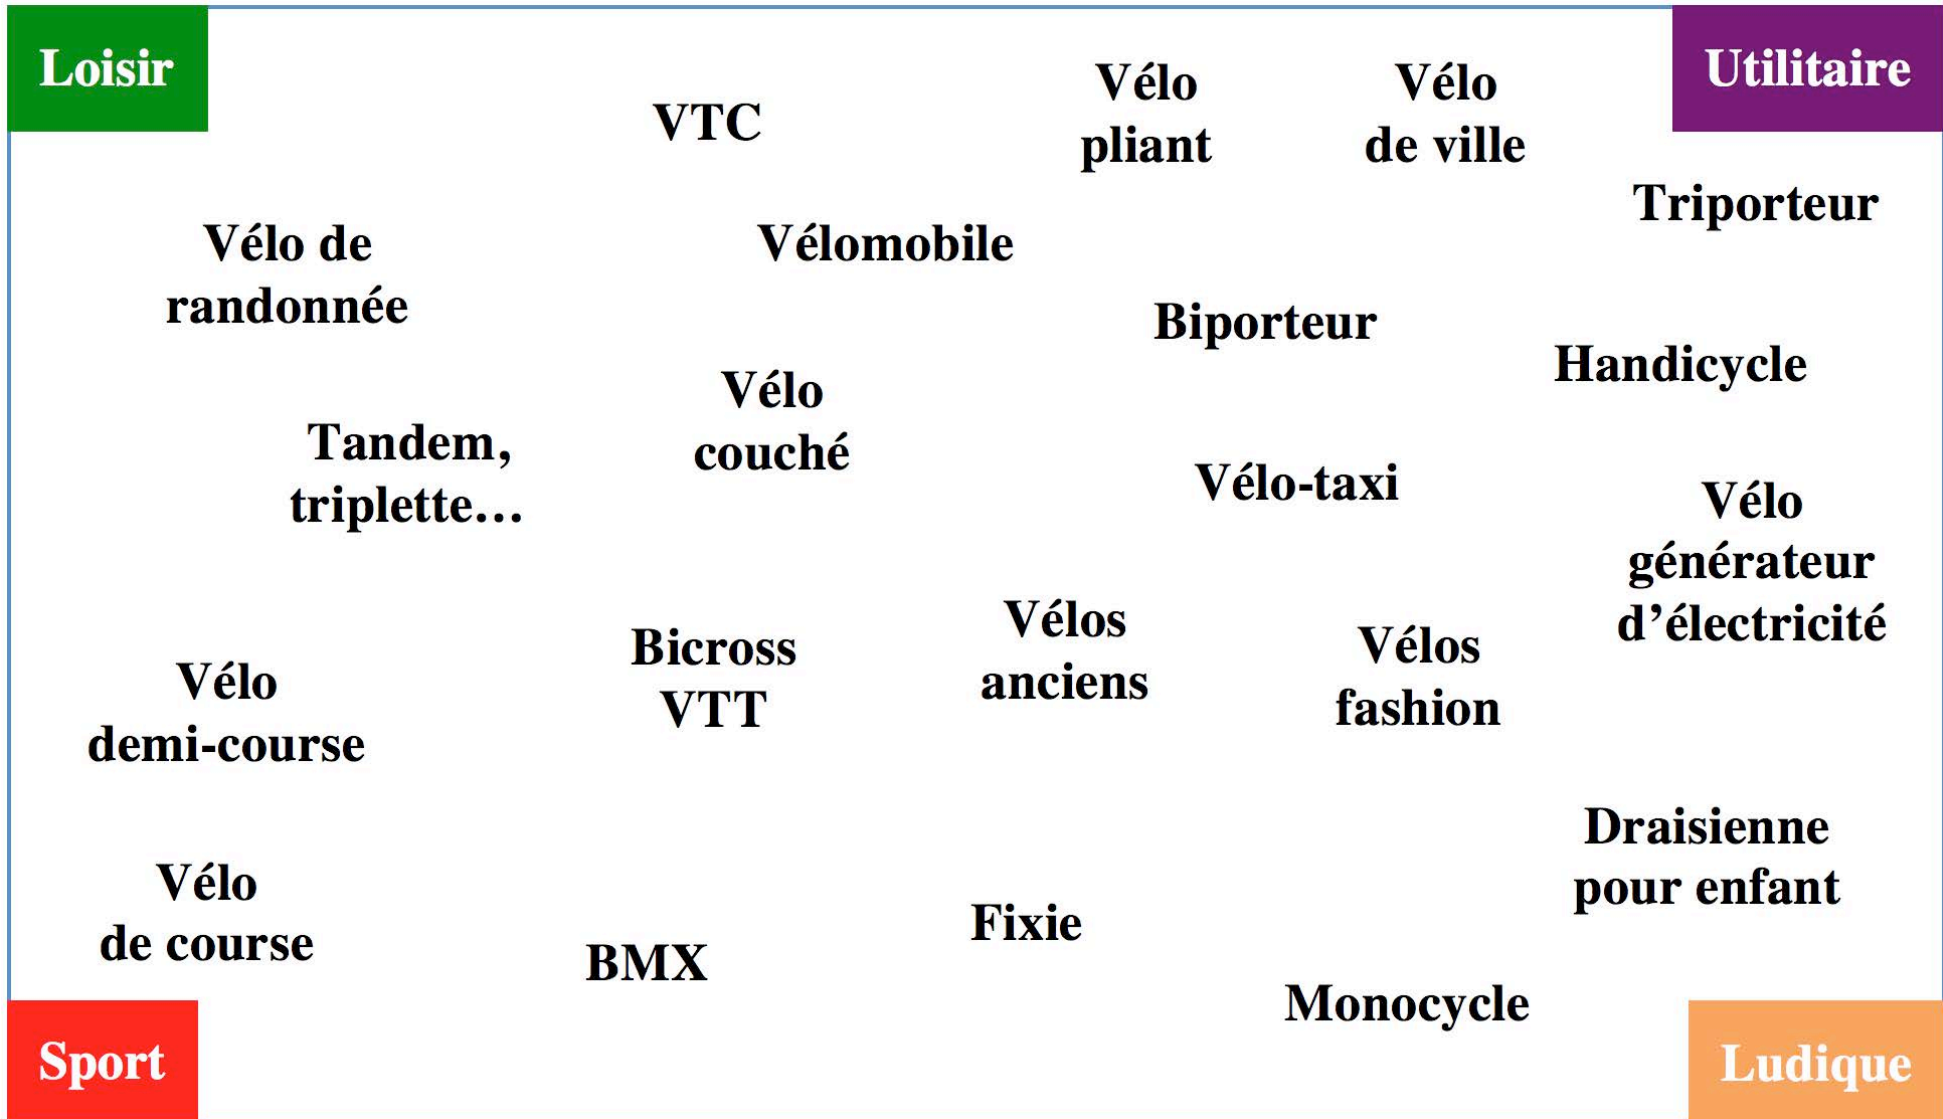 Loisir
Utilitaire
VTC
Vélo
pliant
Vélo
de ville
Triporteur
Vélo de
randonnée
Vélomobile
Biporteur
Handicycle
Vélo
couché
Tandem,
triplette…
Vélo-taxi
Vélo
générateur
d’électricité
Vélos
anciens
Vélos
fashion
Bicross
VTT
Vélo
demi-course
Draisienne
pour enfant
Vélo
de course
Fixie
BMX
Monocycle
Sport
Ludique